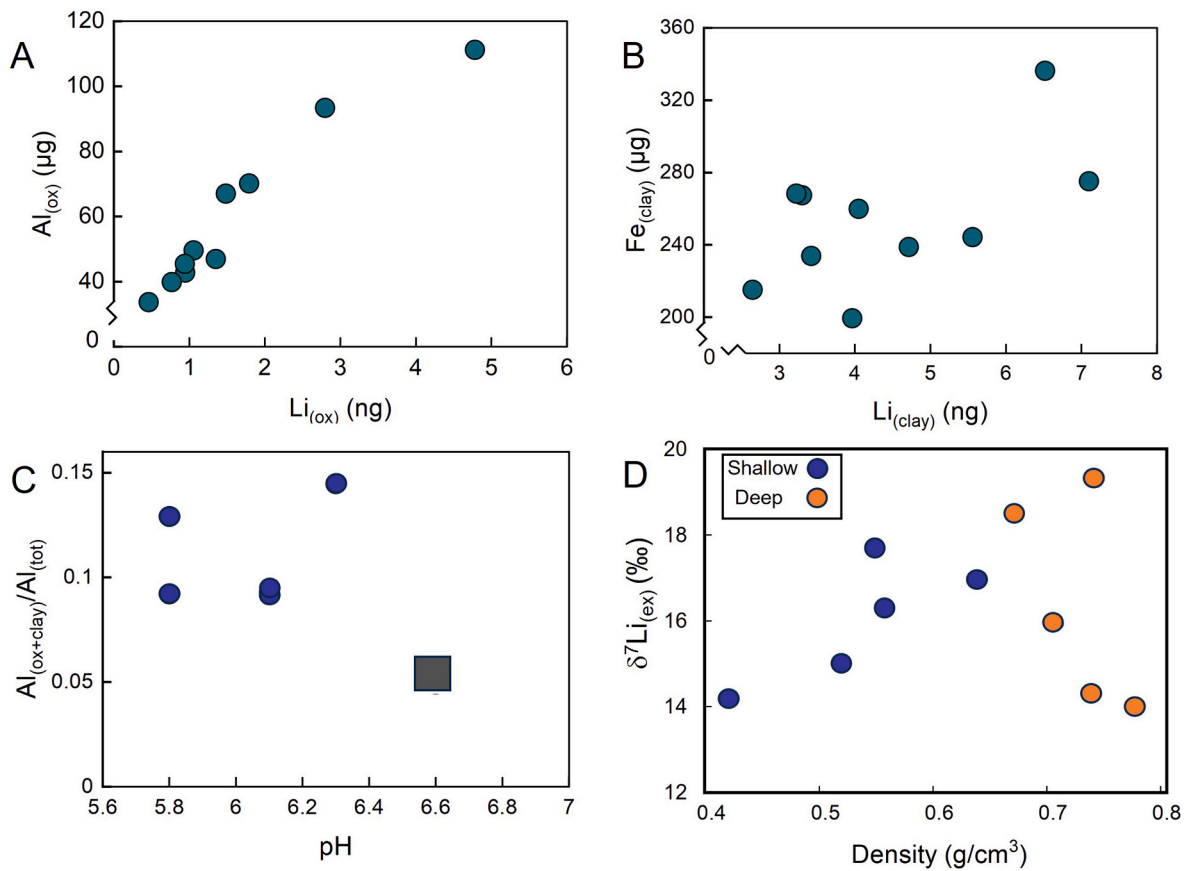 A
Al(ox) (µg)
120
100
80
60
40
0
0 1 2 3 4 5 6
Li(ox) (ng)
B
Fe(clay) (µg)
360
320
280
240
200
0
3 4 5 6 7 8
Li(clay) (ng)
C
Al(ox+clay)/Al(tot)
0.15
0.1
0.05
0
5.6 5.8 6 6.2 6.4 6.6 6.8 7
pH
D
δ⁷Li(ex) (‰)
20
18
16
14
12
Shallow
Deep
0.4 0.5 0.6 0.7 0.8
Density (g/cm³)